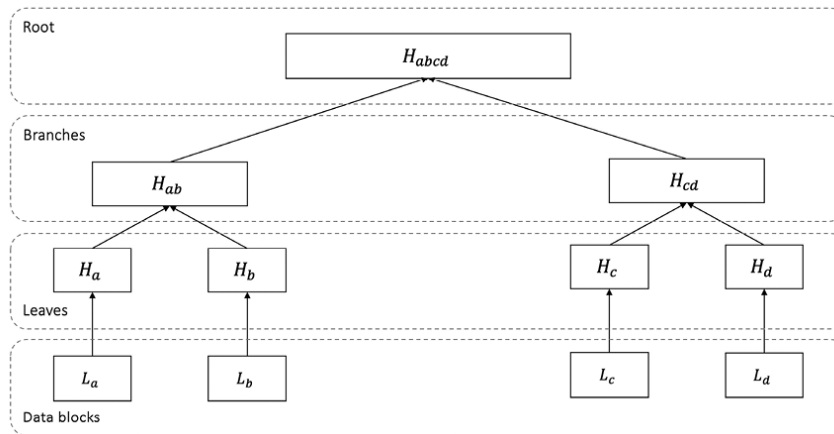 Root
H_abcd
Branches
H_ab H_cd
H_a H_b H_c H_d
Leaves
L_a L_b L_c L_d
Data blocks